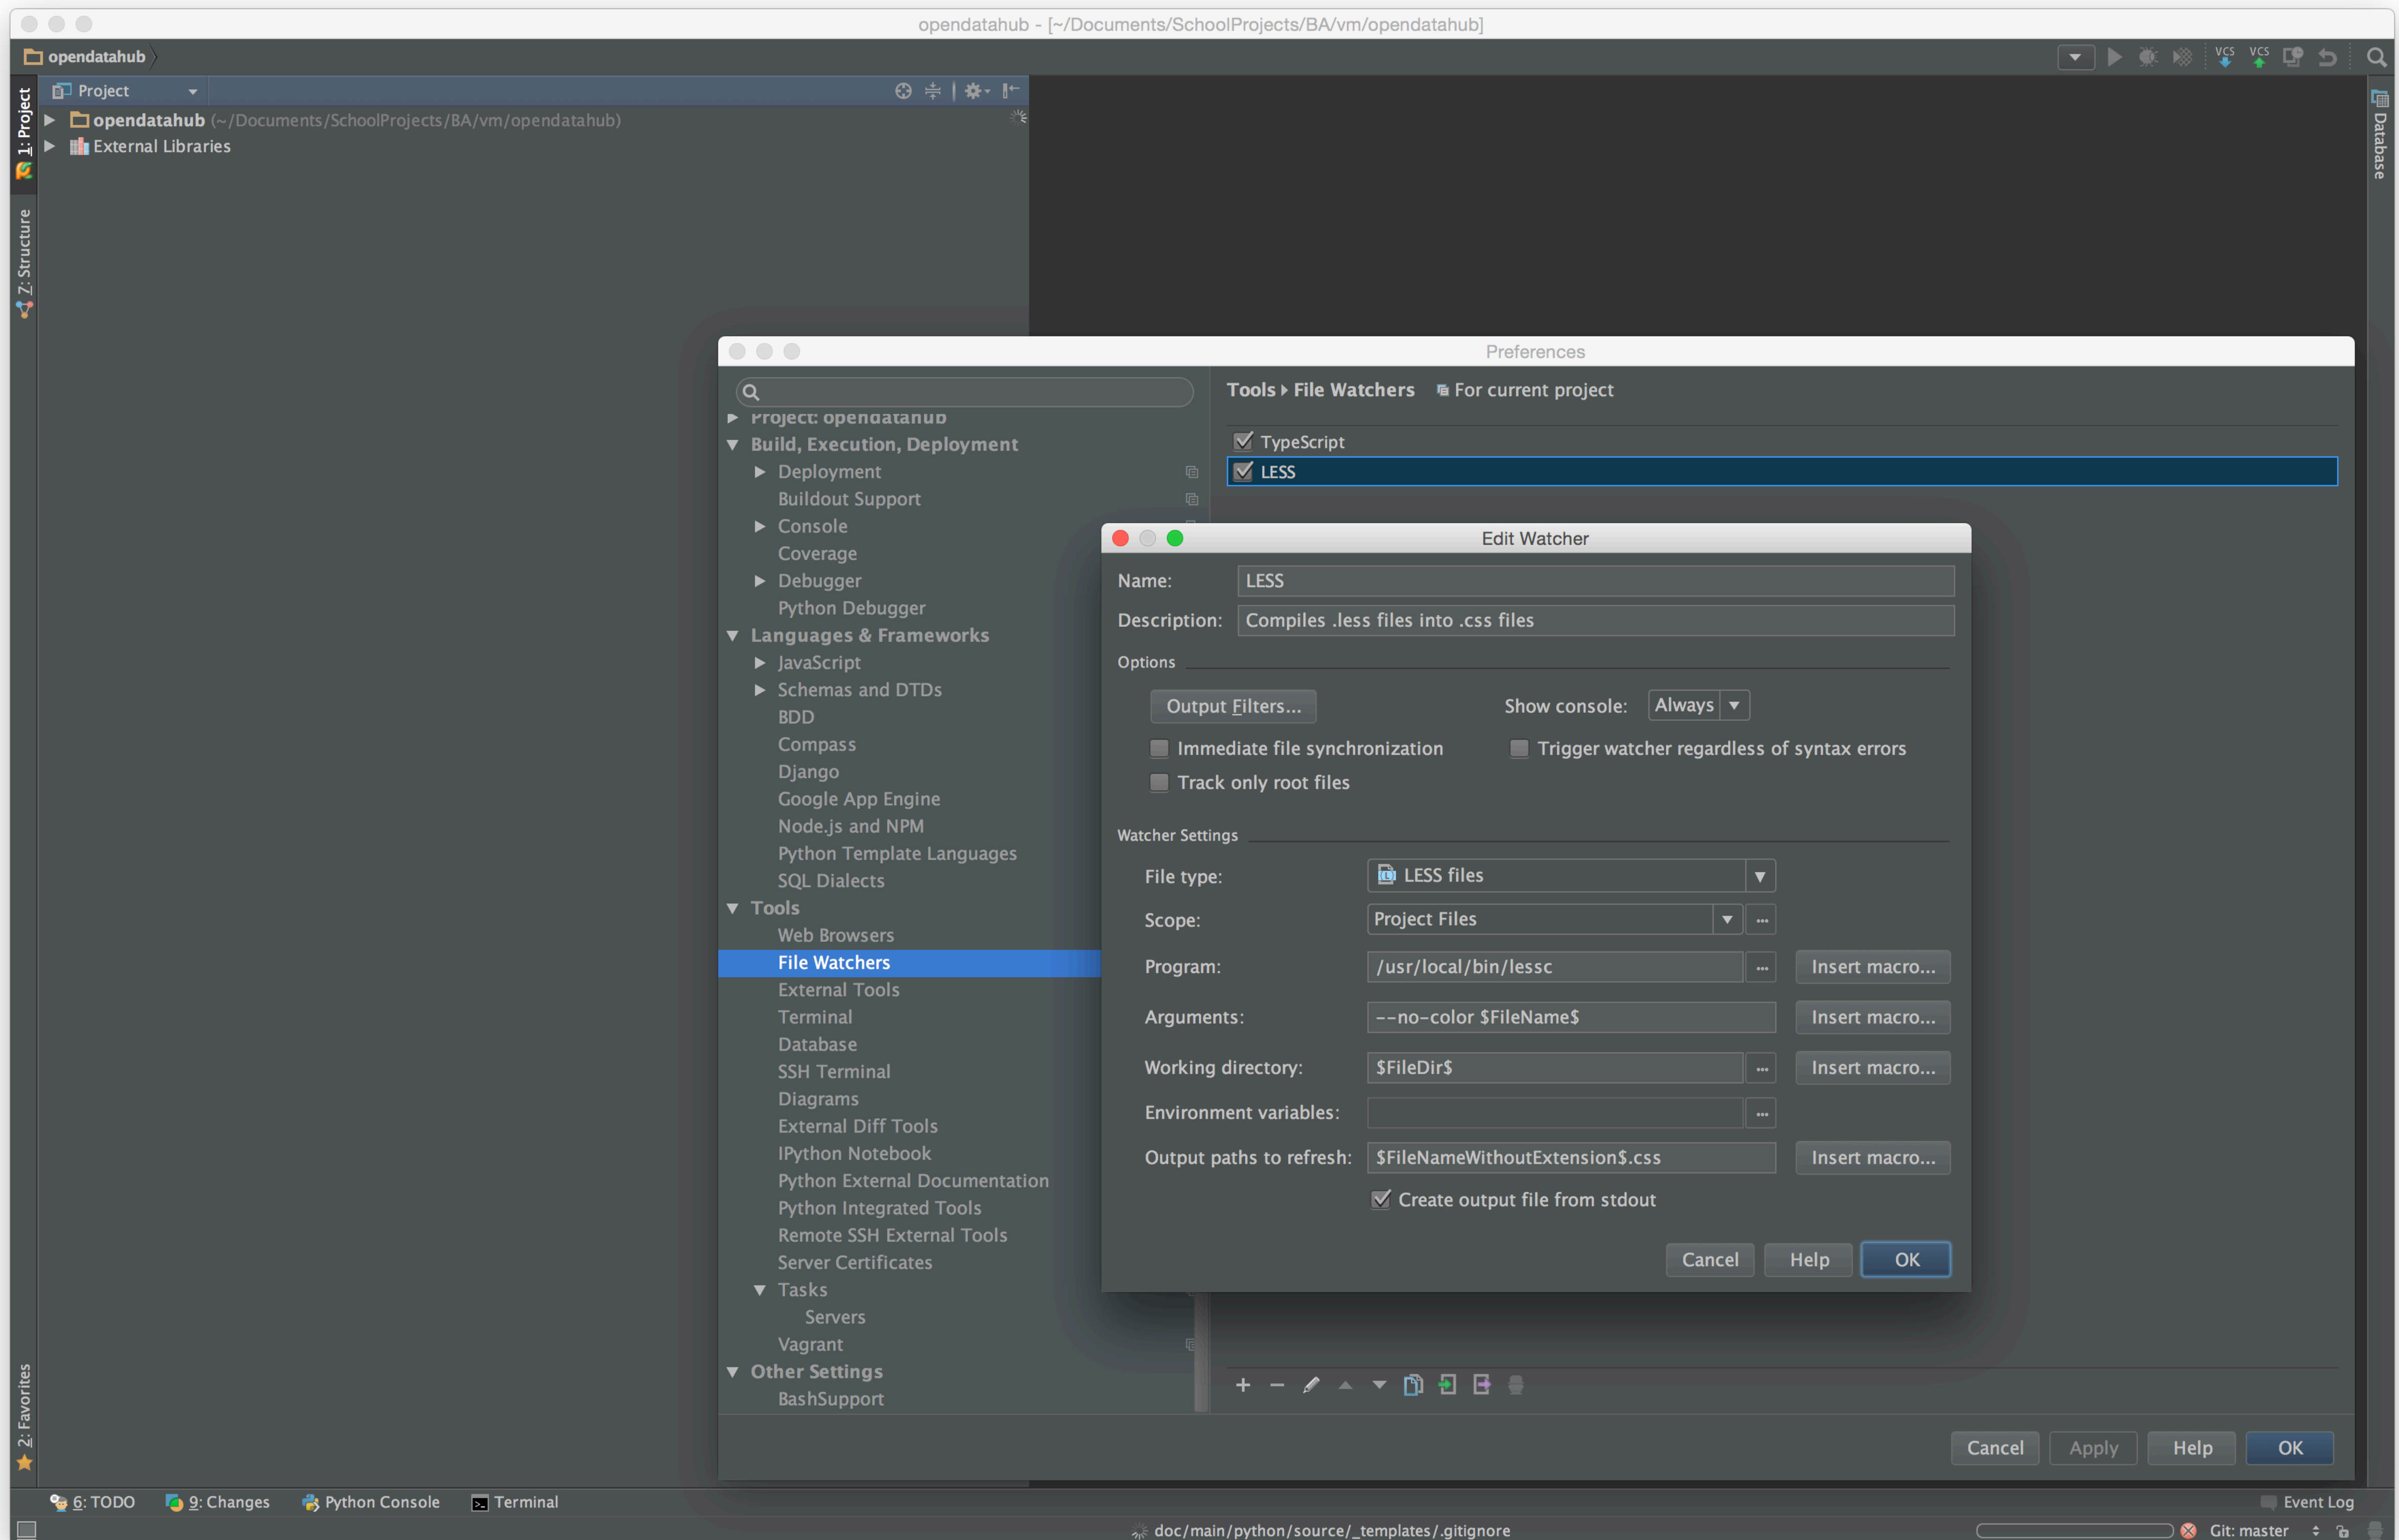 opendatahub - [~/Documents/SchoolProjects/BA/vm/opendatahub]
opendatahub
VCS
VCS
1: Project
Z: Structure
2: Favorites
Project
opendatahub (~/Documents/SchoolProjects/BA/vm/opendatahub)
External Libraries
Database
Preferences
Project: opendatahub
Build, Execution, Deployment
Deployment
Buildout Support
Console
Coverage
Debugger
Python Debugger
Languages & Frameworks
JavaScript
Schemas and DTDs
BDD
Compass
Django
Google App Engine
Node.js and NPM
Python Template Languages
SQL Dialects
Tools
Web Browsers
File Watchers
External Tools
Terminal
Database
SSH Terminal
Diagrams
External Diff Tools
IPython Notebook
Python External Documentation
Python Integrated Tools
Remote SSH External Tools
Server Certificates
Tasks
Servers
Vagrant
Other Settings
BashSupport
Tools File Watchers For current project
TypeScript
LESS
Edit Watcher
Name: LESS
Description: Compiles .less files into .css files
Options
Output Filters... Show console: Always
Immediate file synchronization Trigger watcher regardless of syntax errors
Track only root files
Watcher Settings
File type: LESS files
Scope: Project Files ...
Program: /usr/local/bin/lessc ... Insert macro...
Arguments: --no-color $FileName$ Insert macro...
Working directory: $FileDir$ ... Insert macro...
Environment variables: ...
Output paths to refresh: $FileNameWithoutExtension$.css Insert macro...
Create output file from stdout
Cancel Help OK
Cancel Apply Help OK
6: TODO 9: Changes Python Console Terminal Event Log
doc/main/python/source/_templates/.gitignore Git: master